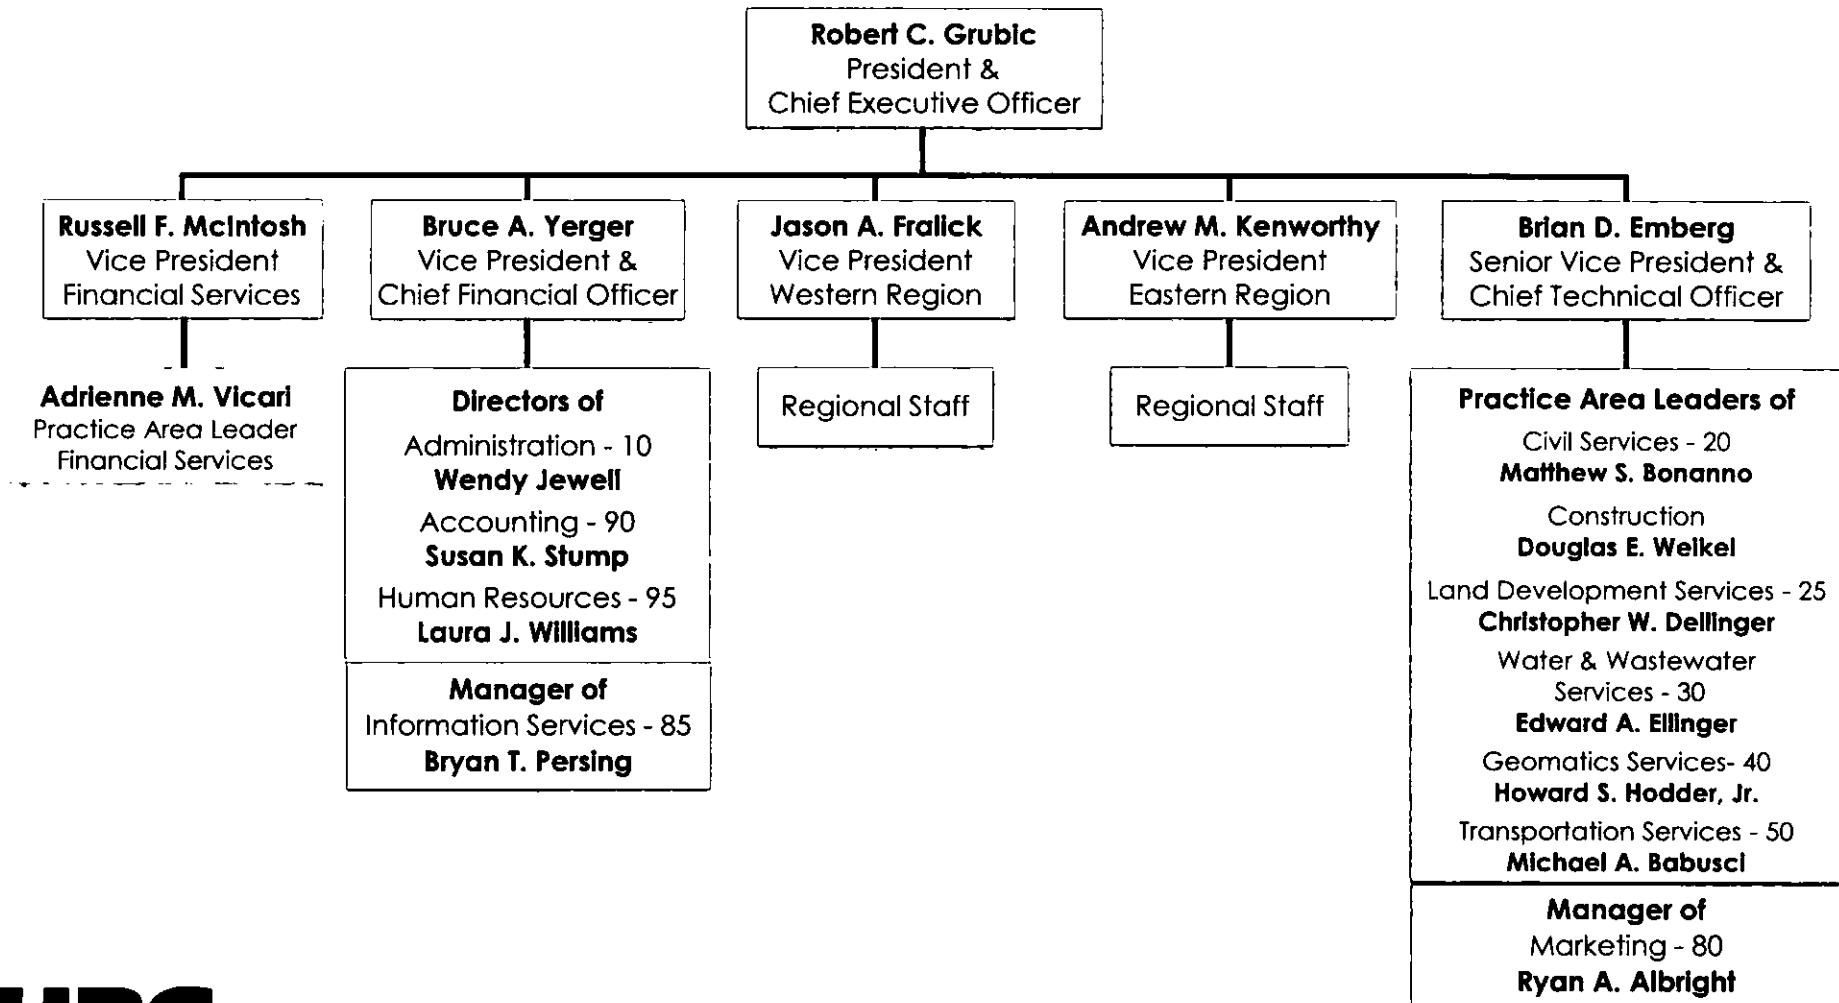 Robert C. Grubic
President &
Chief Executive Officer
Russell F. McIntosh
Vice President
Financial Services
Bruce A. Yerger
Vice President &
Chief Financial Officer
Jason A. Fralick
Vice President
Western Region
Andrew M. Kenworthy
Vice President
Eastern Region
Brian D. Emberg
Senior Vice President &
Chief Technical Officer
Adrienne M. Vicari
Practice Area Leader
Financial Services
Directors of
Administration - 10
Wendy Jewell
Accounting - 90
Susan K. Stump
Human Resources - 95
Laura J. Williams
Manager of
Information Services - 85
Bryan T. Persing
Regional Staff
Regional Staff
Practice Area Leaders of
Civil Services - 20
Matthew S. Bonanno
Construction
Douglas E. Weikel
Land Development Services - 25
Christopher W. Dellinger
Water & Wastewater
Services - 30
Edward A. Ellinger
Geomatics Services- 40
Howard S. Hodder, Jr.
Transportation Services - 50
Michael A. Babusci
Manager of
Marketing - 80
Ryan A. Albright